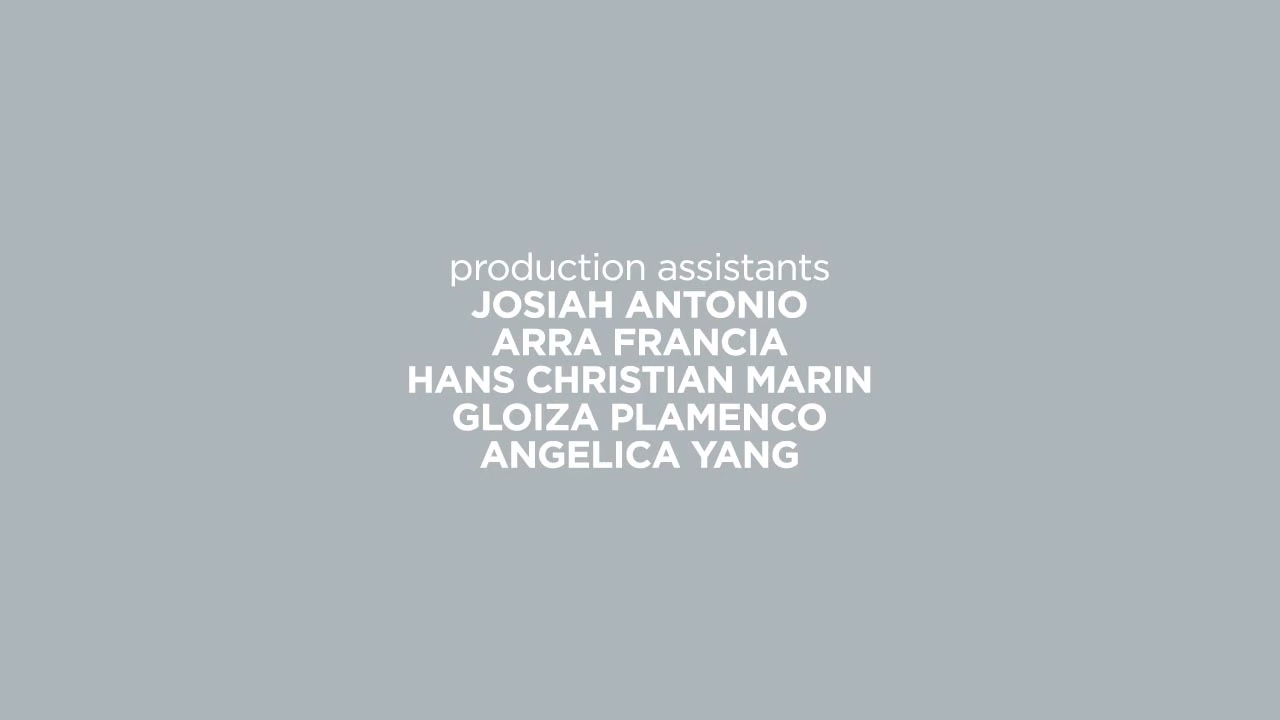 production assistants
JOSIAH ANTONIO
ARRA FRANCIA
HANS CHRISTIAN MARIN
GLOIZA PLAMENCO
ANGELICA YANG